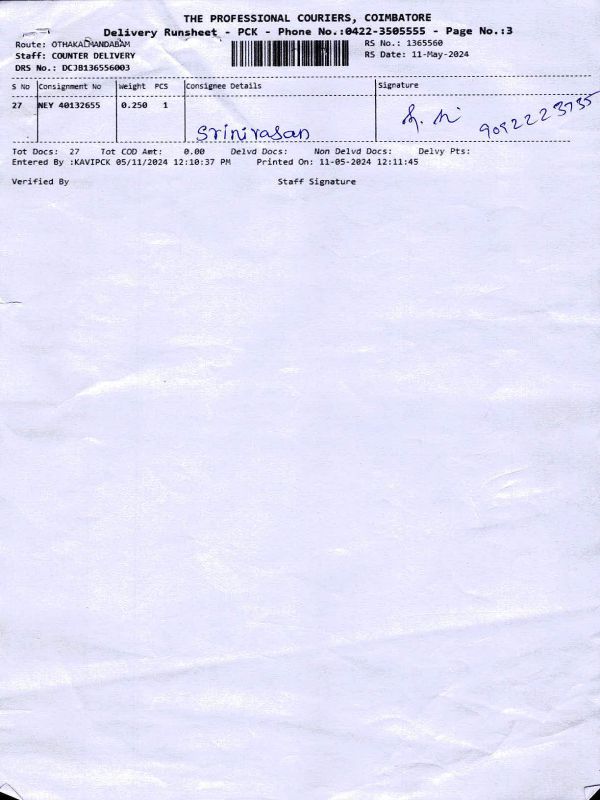 THE PROFESSIONAL COURIERS, COIMBATORE
Delivery Runsheet - PCK - Phone No.:0422-3505555 - Page No.:3
Route: OTHAKALMANDABAM RS No.: 1365560
Staff: COUNTER DELIVERY RS Date: 11-May-2024
DRS No.: DCJB136556003
S No Consignment No Weight PCS Consignee Details Signature
27 NEY 40132655 0.250 1
Srinivasan 9092223735
Tot Docs: 27 Tot COD Amt: 0.00 Delvd Docs: Non Delvd Docs: Delvy Pts:
Entered By :KAVIPCK 05/11/2024 12:10:37 PM Printed On: 11-05-2024 12:11:45
Verified By Staff Signature